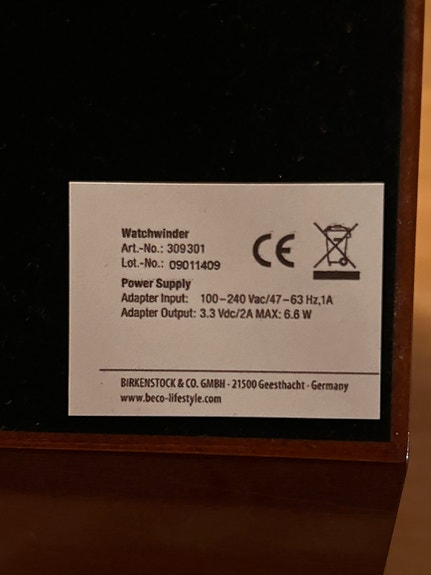 Watchwinder
Art.-No.: 309301
Lot.-No.: 09011409
Power Supply
Adapter Input: 100-240 Vac/47-63 Hz,1A
Adapter Output: 3.3 Vdc/2A MAX: 6.6 W
CE
BIRKENSTOCK & CO. GMBH · 21500 Geesthacht · Germany
www.beco-lifestyle.com